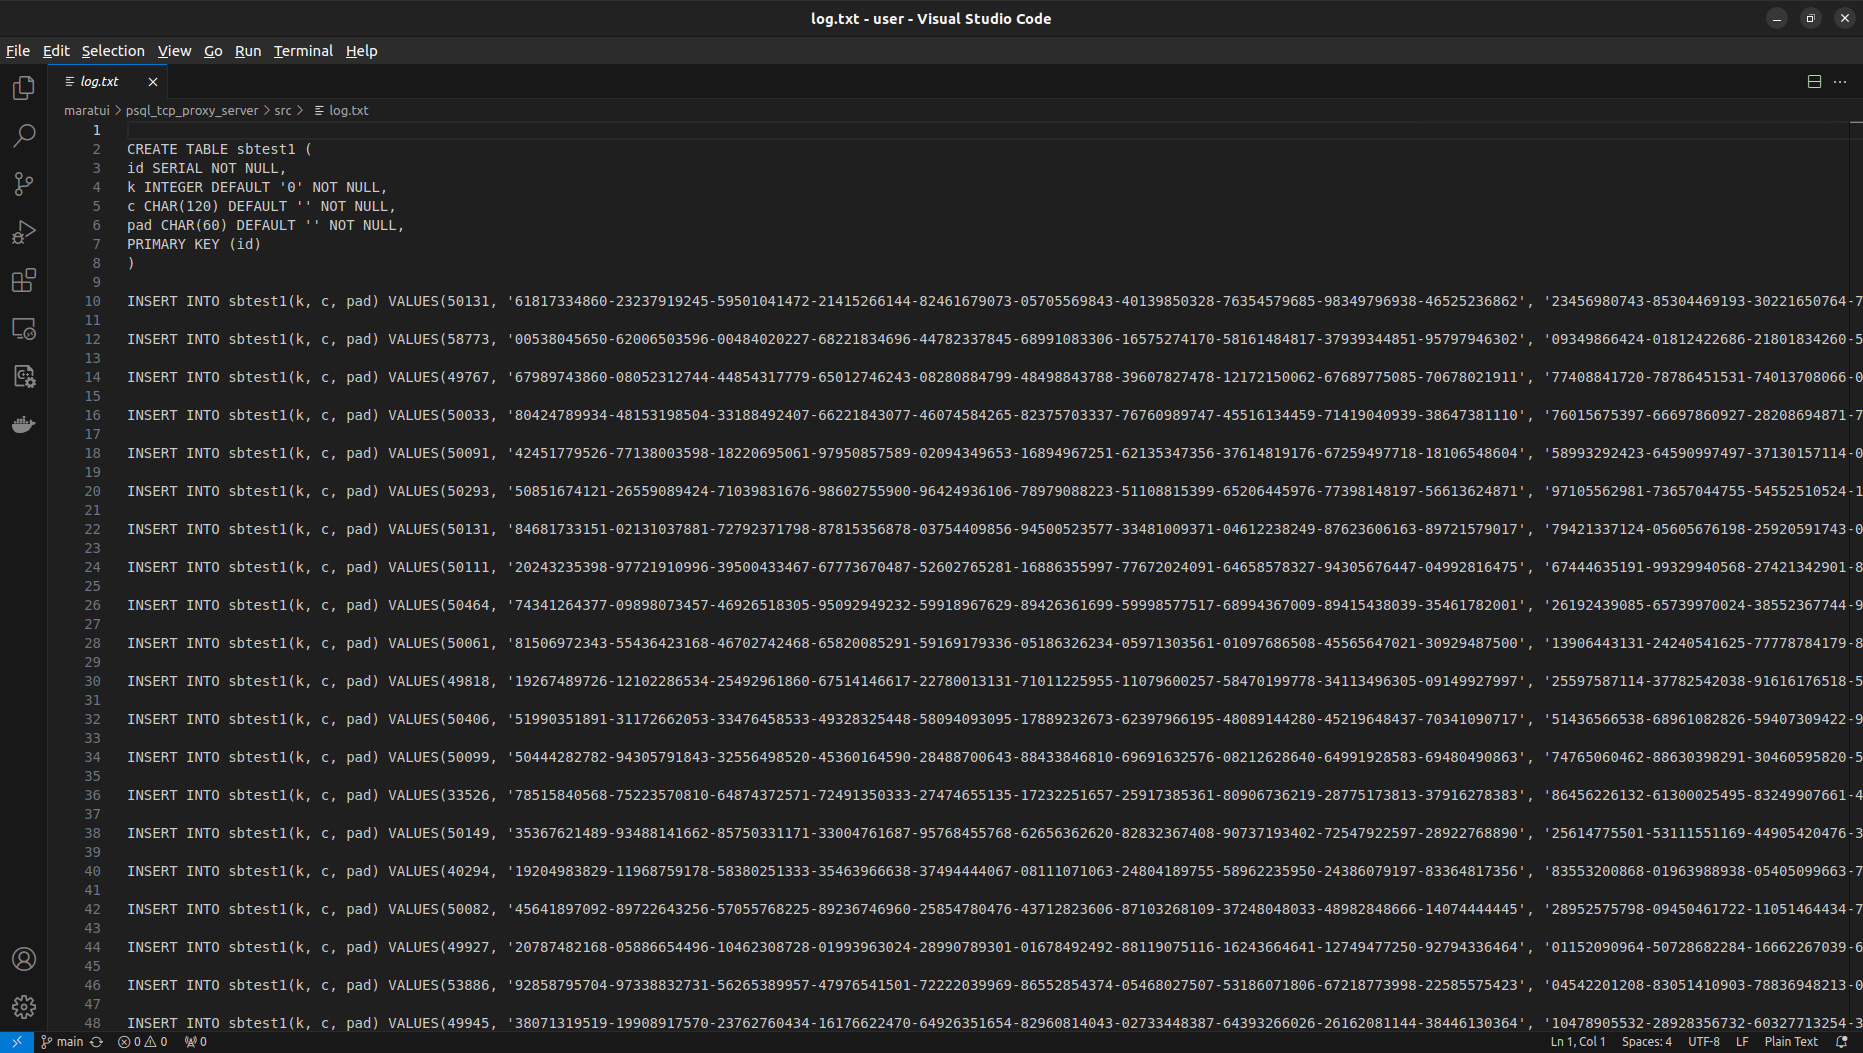 log.txt - user - Visual Studio Code
File Edit Selection View Go Run Terminal Help
log.txt
maratui > psql_tcp_proxy_server > src > log.txt
1
2 CREATE TABLE sbtest1 (
3 id SERIAL NOT NULL,
4 k INTEGER DEFAULT '0' NOT NULL,
5 c CHAR(120) DEFAULT '' NOT NULL,
6 pad CHAR(60) DEFAULT '' NOT NULL,
7 PRIMARY KEY (id)
8 )
9
10 INSERT INTO sbtest1(k, c, pad) VALUES(50131, '61817334860-23237919245-59501041472-21415266144-82461679073-05705569843-40139850328-76354579685-98349796938-46525236862', '23456980743-85304469193-30221650764-7
11
12 INSERT INTO sbtest1(k, c, pad) VALUES(58773, '00538045650-62006503596-00484020227-68221834696-44782337845-68991083306-16575274170-58161484817-37939344851-95797946302', '09349866424-01812422686-21801834260-5
13
14 INSERT INTO sbtest1(k, c, pad) VALUES(49767, '67989743860-08052312744-44854317779-65012746243-08280884799-48498843788-39607827478-12172150062-67689775085-70678021911', '77408841720-78786451531-74013708066-0
15
16 INSERT INTO sbtest1(k, c, pad) VALUES(50033, '80424789934-48153198504-33188492407-66221843077-46074584265-82375703337-76760989747-45516134459-71419040939-38647381110', '76015675397-66697860927-28208694871-7
17
18 INSERT INTO sbtest1(k, c, pad) VALUES(50091, '42451779526-77138003598-18220695061-97950857589-02094349653-16894967251-62135347356-37614819176-67259497718-18106548604', '58993292423-64590997497-37130157114-0
19
20 INSERT INTO sbtest1(k, c, pad) VALUES(50293, '50851674121-26559089424-71039831676-98602755900-96424936106-78979088223-51108815399-65206445976-77398148197-56613624871', '97105562981-73657044755-54552510524-1
21
22 INSERT INTO sbtest1(k, c, pad) VALUES(50131, '84681733151-02131037881-72792371798-87815356878-03754409856-94500523577-33481009371-04612238249-87623606163-89721579017', '79421337124-05605676198-25920591743-0
23
24 INSERT INTO sbtest1(k, c, pad) VALUES(50111, '20243235398-97721910996-39500433467-67773670487-52602765281-16886355997-77672024091-64658578327-94305676447-04992816475', '67444635191-99329940568-27421342901-8
25
26 INSERT INTO sbtest1(k, c, pad) VALUES(50464, '74341264377-09898073457-46926518305-95092949232-59918967629-89426361699-59998577517-68994367009-89415438039-35461782001', '26192439085-65739970024-38552367744-9
27
28 INSERT INTO sbtest1(k, c, pad) VALUES(50061, '81506972343-55436423168-46702742468-65820085291-59169179336-05186326234-05971303561-01097686508-45565647021-30929487500', '13906443131-24240541625-77778784179-8
29
30 INSERT INTO sbtest1(k, c, pad) VALUES(49818, '19267489726-12102286534-25492961860-67514146617-22780013131-71011225955-11079600257-58470199778-34113496305-09149927997', '25597587114-37782542038-91616176518-5
31
32 INSERT INTO sbtest1(k, c, pad) VALUES(50406, '51990351891-31172662053-33476458533-49328325448-58094093095-17889232673-62397966195-48089144280-45219648437-70341090717', '51436566538-68961082826-59407309422-9
33
34 INSERT INTO sbtest1(k, c, pad) VALUES(50099, '50444282782-94305791843-32556498520-45360164590-28488700643-88433846810-69691632576-08212628640-64991928583-69480490863', '74765060462-88630398291-30460595820-5
35
36 INSERT INTO sbtest1(k, c, pad) VALUES(33526, '78515840568-75223570810-64874372571-72491350333-27474655135-17232251657-25917385361-80906736219-28775173813-37916278383', '86456226132-61300025495-83249907661-4
37
38 INSERT INTO sbtest1(k, c, pad) VALUES(50149, '35367621489-93488141662-85750331171-33004761687-95768455768-62656362620-82832367408-90737193402-72547922597-28922768890', '25614775501-53111551169-44905420476-3
39
40 INSERT INTO sbtest1(k, c, pad) VALUES(40294, '19204983829-11968759178-58380251333-35463966638-37494444067-08111071063-24804189755-58962235950-24386079197-83364817356', '83553200868-01963988938-05405099663-7
41
42 INSERT INTO sbtest1(k, c, pad) VALUES(50082, '45641897092-89722643256-57055768225-89236746960-25854780476-43712823606-87103268109-37248048033-48982848666-14074444445', '28952575798-09450461722-11051464434-7
43
44 INSERT INTO sbtest1(k, c, pad) VALUES(49927, '20787482168-05886654496-10462308728-01993963024-28990789301-01678492492-88119075116-16243664641-12749477250-92794336464', '01152090964-50728682284-16662267039-6
45
46 INSERT INTO sbtest1(k, c, pad) VALUES(53886, '92858795704-97338832731-56265389957-47976541501-72222039969-86552854374-05468027507-53186071806-67218773998-22585575423', '04542201208-83051410903-78836948213-0
47
48 INSERT INTO sbtest1(k, c, pad) VALUES(49945, '38071319519-19908917570-23762760434-16176622470-64926351654-82960814043-02733448387-64393266026-26162081144-38446130364', '10478905532-28928356732-60327713254-3
main 0 0 0 Ln 1, Col 1 Spaces: 4 UTF-8 LF Plain Text